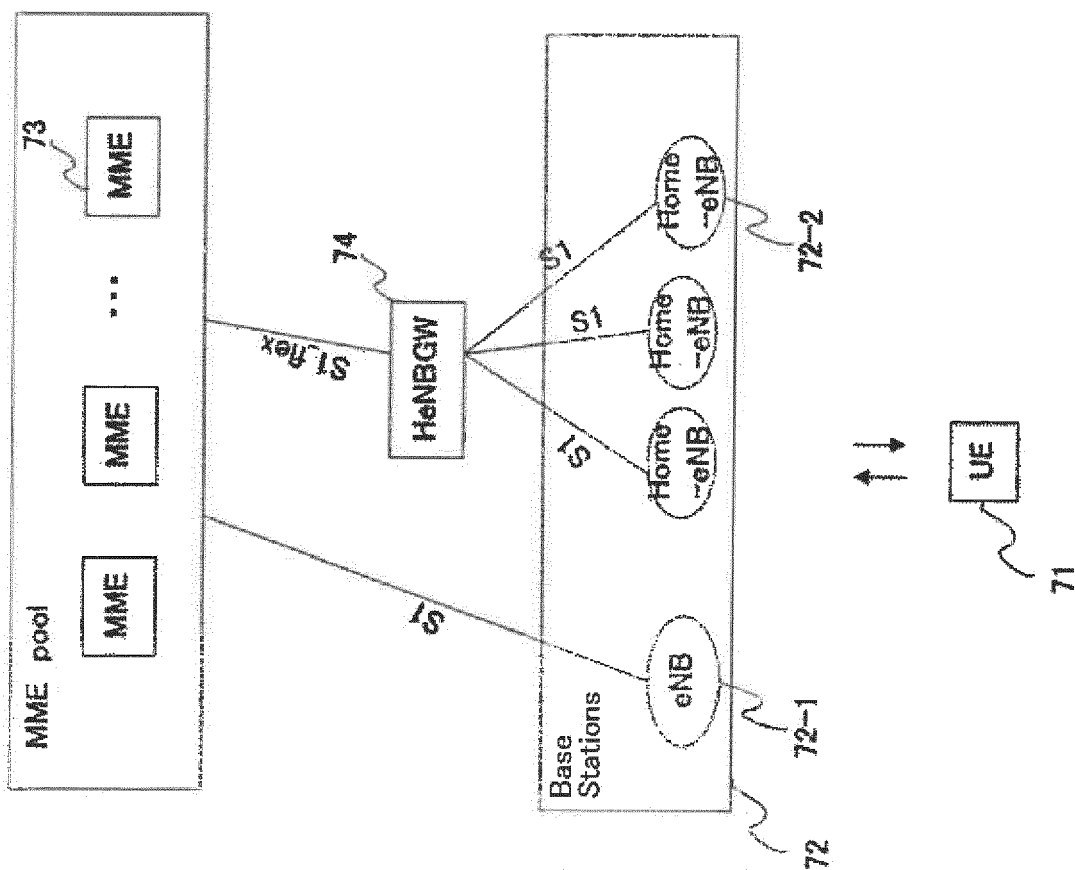 MME pool
MME
MME
...
MME
73
S1
S1_flex
HeNBGW
74
S1
S1
S1
Base
Stations
eNB
Home
-eNB
Home
-eNB
Home
-eNB
72
72-1
72-2
UE
71